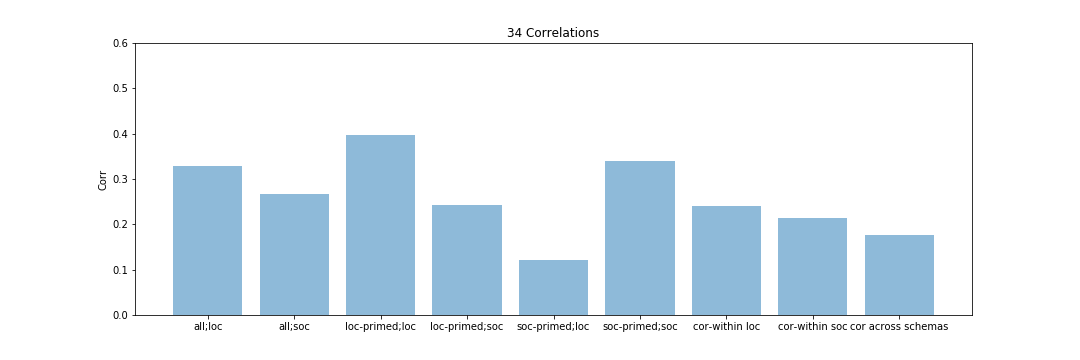 34 Correlations
Corr
0.6
0.5
0.4
0.3
0.2
0.1
0.0
all;loc
all;soc
loc-primed;loc
loc-primed;soc
soc-primed;loc
soc-primed;soc
cor-within loc
cor-within soc
cor across schemas